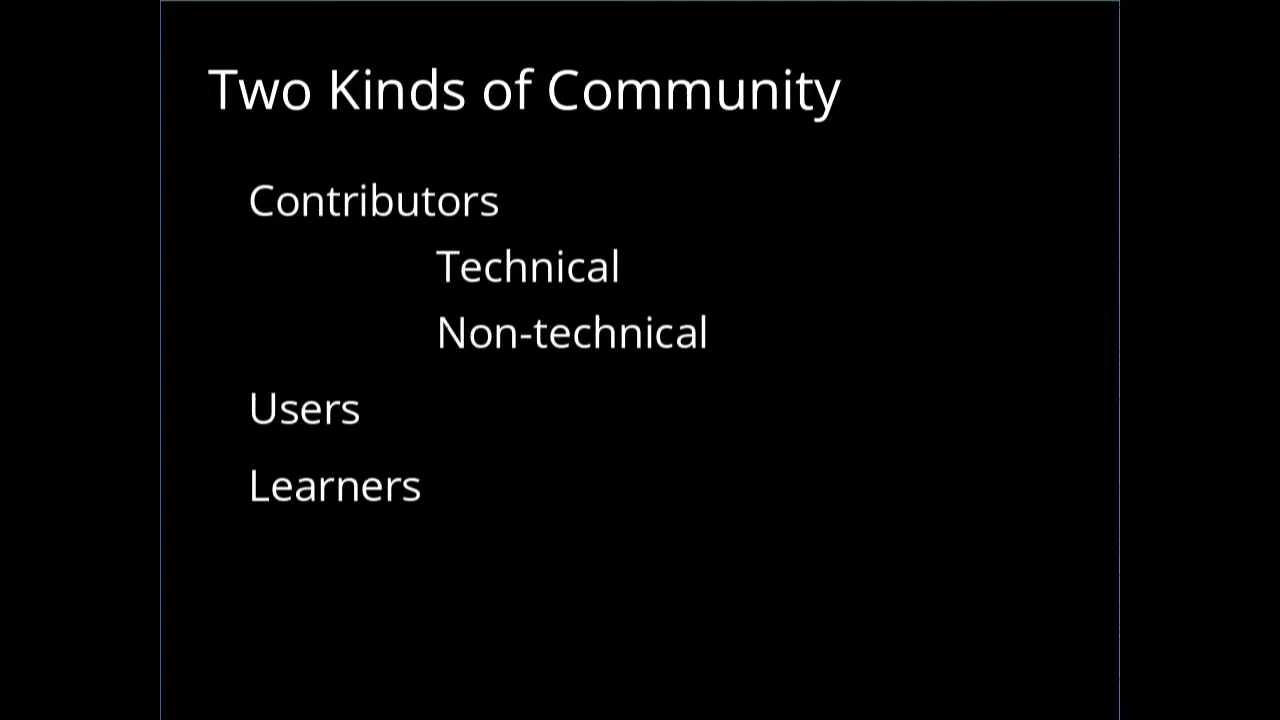 Two Kinds of Community
Contributors
Technical
Non-technical
Users
Learners